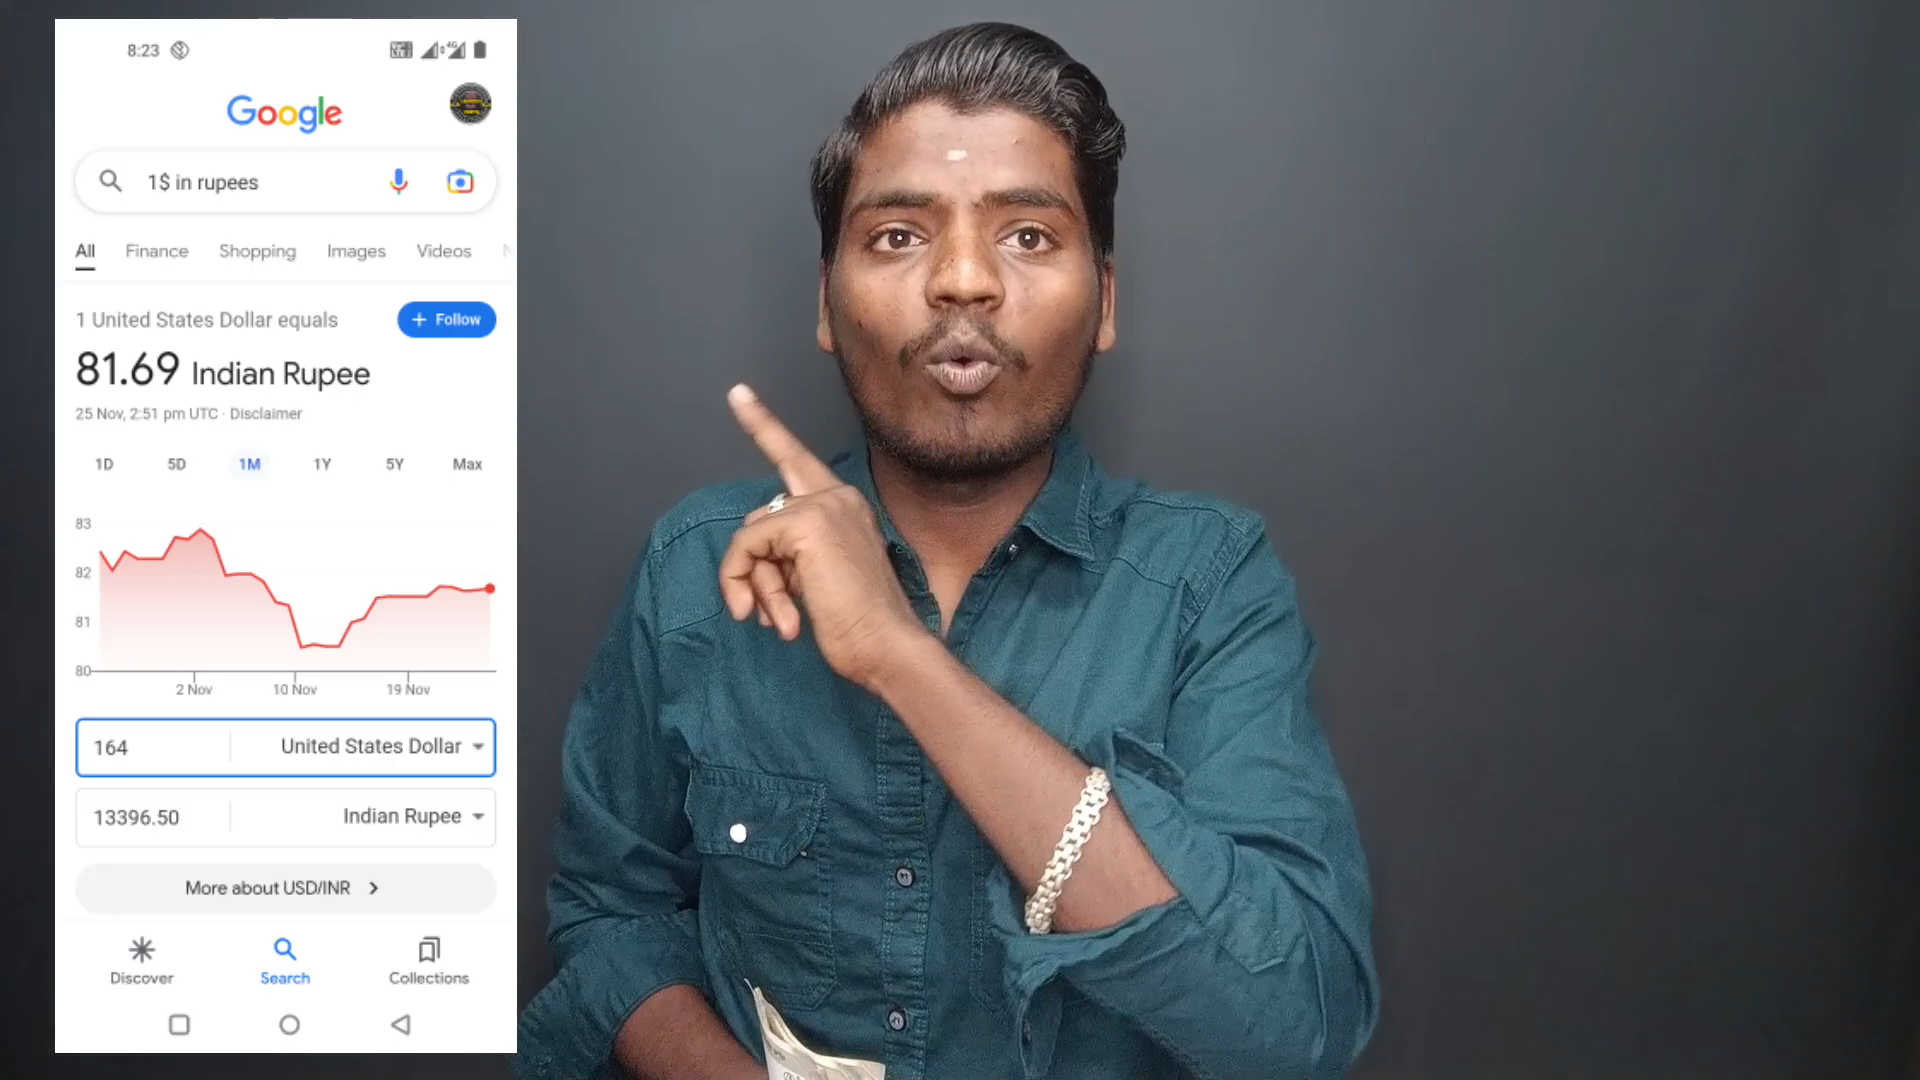 8:23
4G
Google
1$ in rupees
All Finance Shopping Images Videos N
1 United States Dollar equals
+ Follow
81.69 Indian Rupee
25 Nov, 2:51 pm UTC · Disclaimer
1D 5D 1M 1Y 5Y Max
83
82
81
80
2 Nov 10 Nov 19 Nov
164 United States Dollar
13396.50 Indian Rupee
More about USD/INR >
Discover Search Collections